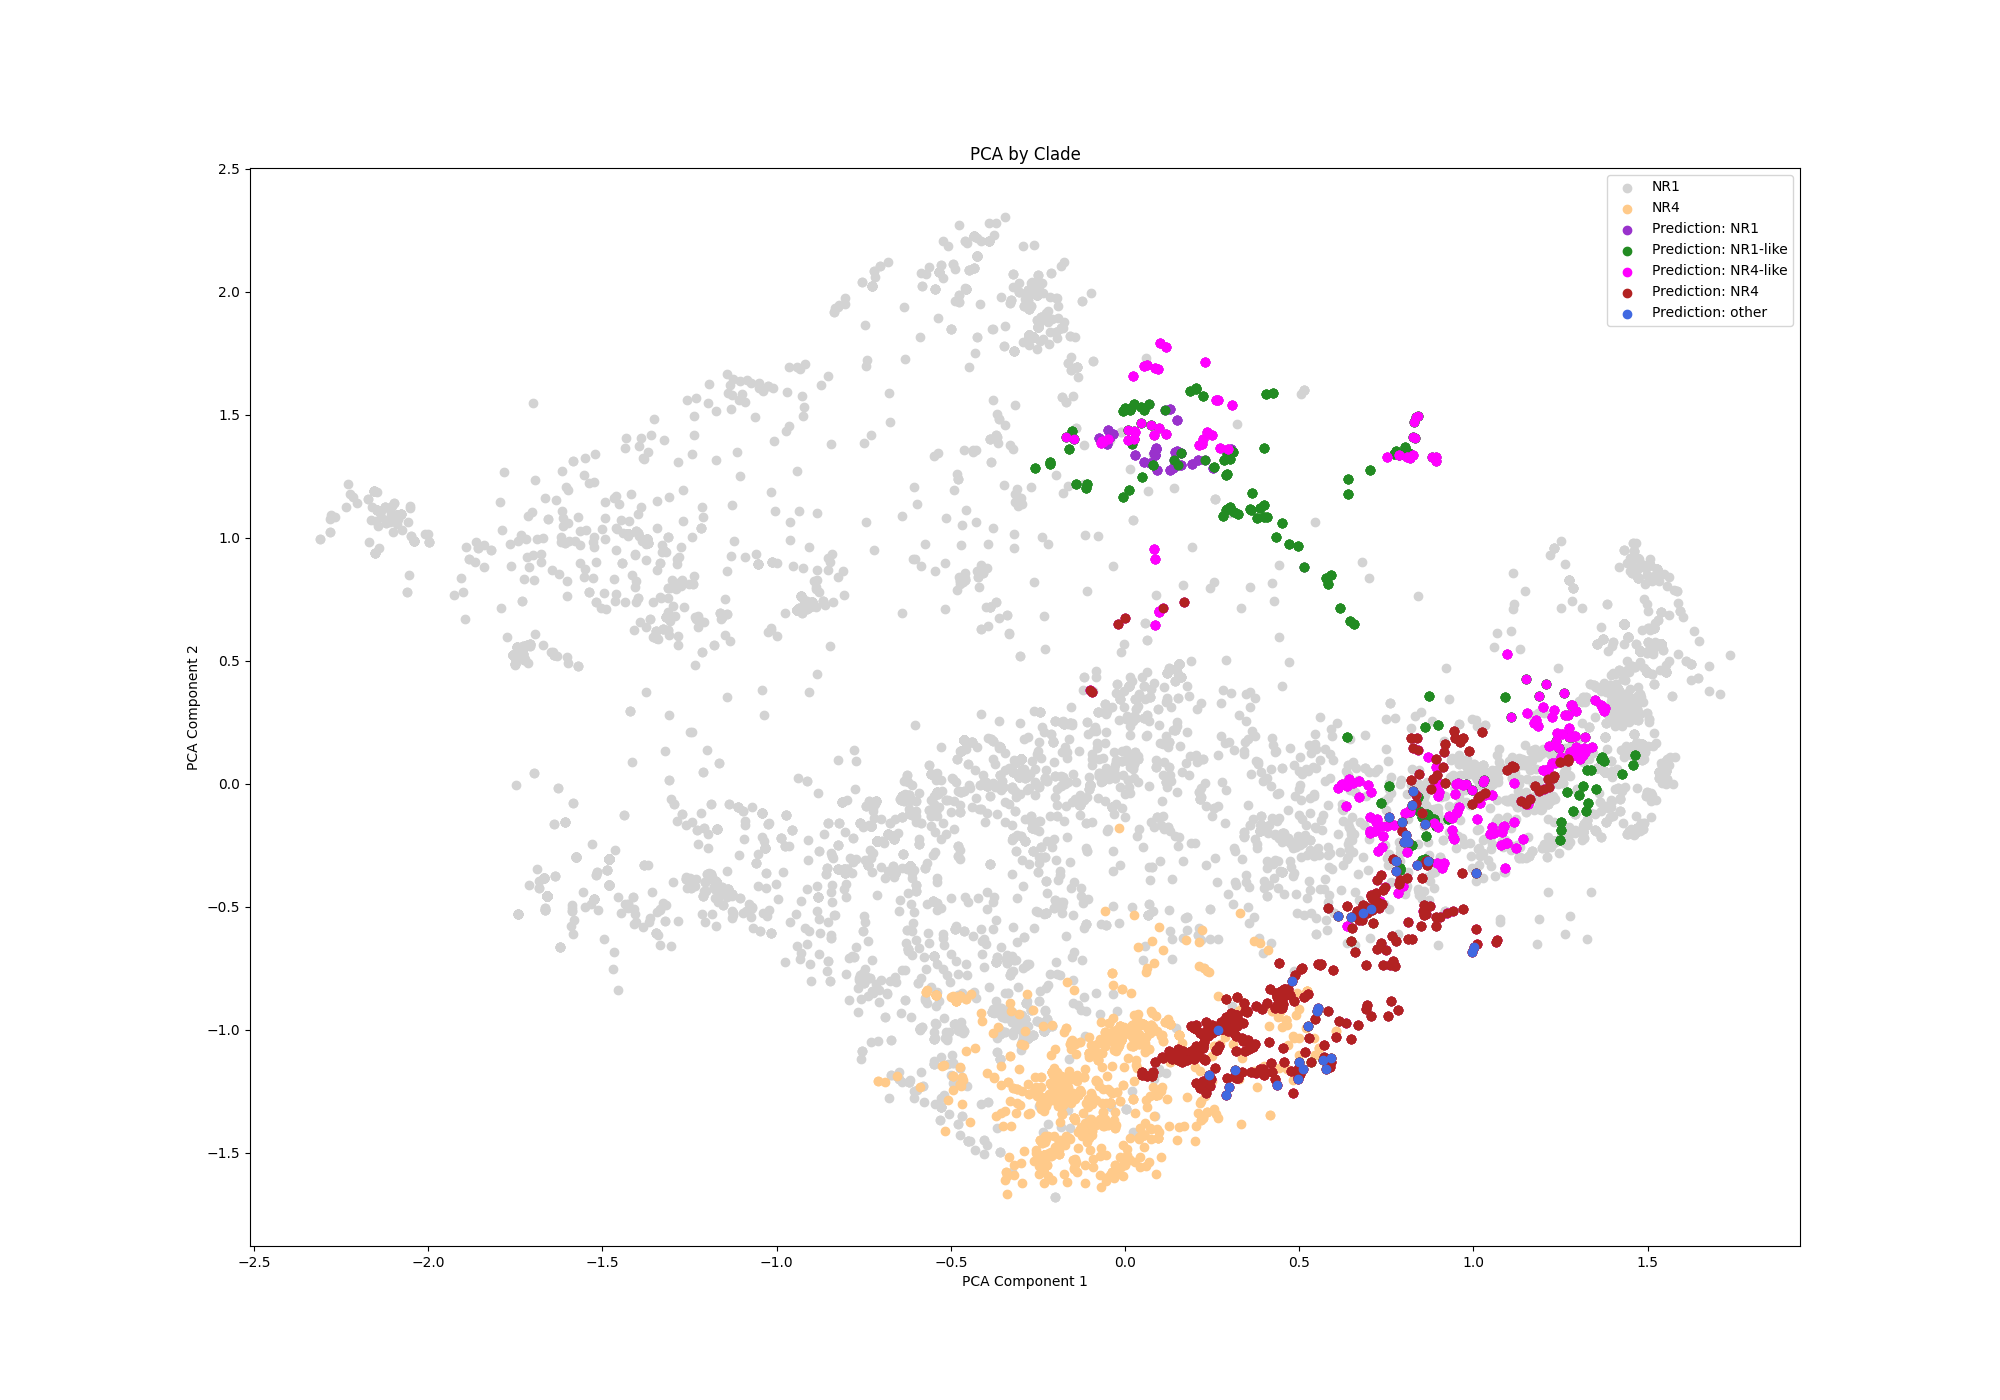 PCA by Clade
2.5
2.0
1.5
1.0
0.5
0.0
−0.5
−1.0
−1.5
PCA Component 2
NR1
NR4
Prediction: NR1
Prediction: NR1-like
Prediction: NR4-like
Prediction: NR4
Prediction: other
−2.5 −2.0 −1.5 −1.0 −0.5 0.0 0.5 1.0 1.5
PCA Component 1